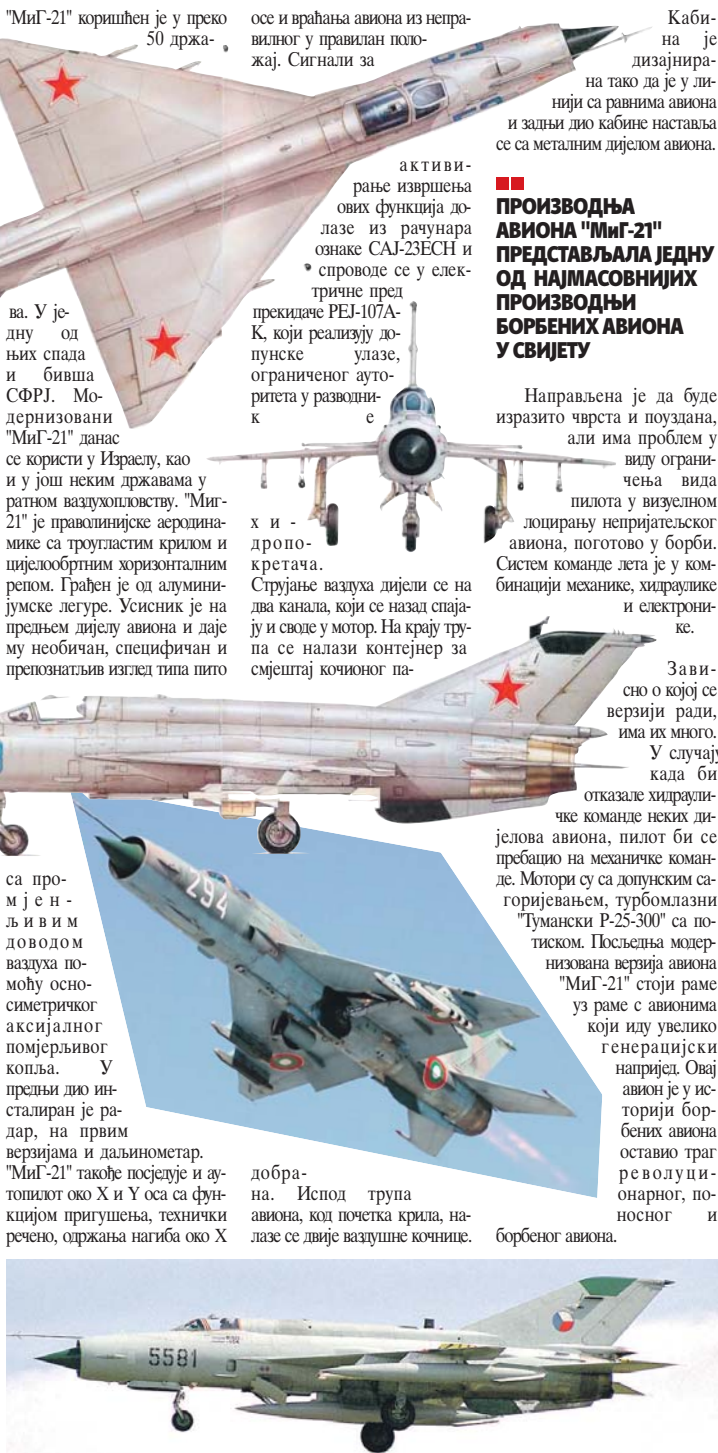 "МиГ-21" коришћен је у преко
50 држа-
ва. У је-
дну од
њих спада
и бивша
СФРЈ. Мо-
дернизовани
"МиГ-21" данас
се користи у Израелу, као
и у још неким државама у
ратном ваздухопловству. "Миг-
21" је праволинијске аеродина-
мике са троугластим крилом и
цијелообртним хоризонталним
репом. Грађен је од алумини-
јумске легуре. Усисник је на
предњем дијелу авиона и даје
му необичан, специфичан и
препознатљив изглед типа пито
са про-
мјен-
љивим
доводом
ваздуха по-
моћу осно-
симетричког
аксијалног
помјерљивог
копља. У
предњи дио ин-
сталиран је ра-
дар, на првим
верзијама и даљинометар.
"МиГ-21" такође посједује и ау-
топилот око X и Y оса са фун-
кцијом пригушења, технички
речено, одржања нагиба око X
осе и враћања авиона из непра-
вилног у правилан поло-
жај. Сигнали за
активи-
рање извршења
ових функција до-
лазе из рачунара
ознаке САЈ-23ЕСН и
спроводе се у елек-
тричне пред
прекидаче РЕЈ-107А-
К, који реализују до-
пунске улазе,
ограниченог ауто-
ритета у разводни-
к е
хи-
дропо-
кретача.
Струјање ваздуха дијели се на
два канала, који се назад спаја-
ју и своде у мотор. На крају тру-
па се налази контејнер за
смјештај кочионог па-
добра-
на. Испод трупа
авиона, код почетка крила, на-
лазе се двије ваздушне кочнице.
Каби-
на је
дизајнира-
на тако да је у ли-
нији са равнима авиона
и задњи дио кабине наставља
се са металним дијелом авиона.
ПРОИЗВОДЊА
АВИОНА "МиГ-21"
ПРЕДСТАВЉАЛА ЈЕДНУ
ОД НАЈМАСОВНИЈИХ
ПРОИЗВОДЊИ
БОРБЕНИХ АВИОНА
У СВИЈЕТУ
Направљена је да буде
изразито чврста и поуздана,
али има проблем у
виду ограни-
чења вида
пилота у визуелном
лоцирању непријатељског
авиона, поготово у борби.
Систем команде лета је у ком-
бинацији механике, хидраулике
и електрони-
ке.
Зави-
сно о којој се
верзији ради,
има их много.
У случају
када би
отказале хидраули-
чке команде неких ди-
јелова авиона, пилот би се
пребацио на механичке коман-
де. Мотори су са допунским са-
горијевањем, турбомлазни
"Тумански Р-25-300" са по-
тиском. Посљедња модер-
низована верзија авиона
"МиГ-21" стоји раме
уз раме с авионима
који иду увелико
генерацијски
напријед. Овај
авион је у ис-
торији бор-
бених авиона
оставио траг
револуци-
онарног, по-
носног и
борбеног авиона.
294
5581